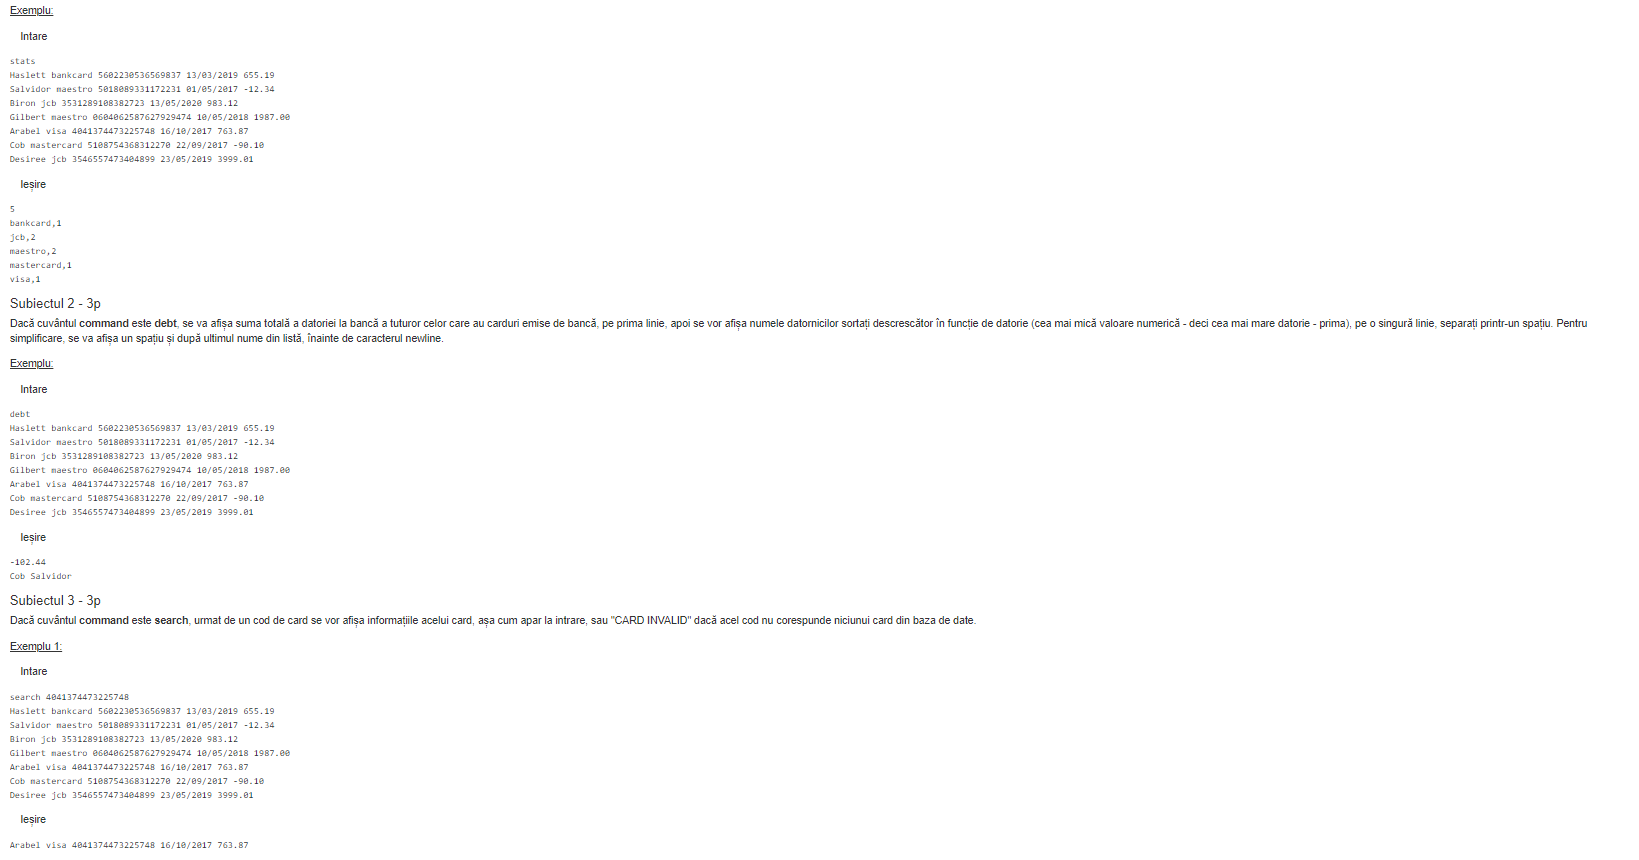 Exemplu:
Intare
stats
Haslett bankcard 5602230536569837 13/03/2019 655.19
Salvidor maestro 5018089331172231 01/05/2017 -12.34
Biron jcb 3531289108382723 13/05/2020 983.12
Gilbert maestro 0604062587627929474 10/05/2018 1987.00
Arabel visa 4041374473225748 16/10/2017 763.87
Cob mastercard 5108754368312270 22/09/2017 -90.10
Desiree jcb 3546557473404899 23/05/2019 3999.01
Ieșire
5
bankcard,1
jcb,2
maestro,2
mastercard,1
visa,1
Subiectul 2 - 3p
Dacă cuvântul command este debt, se va afișa suma totală a datoriei la bancă a tuturor celor care au carduri emise de bancă, pe prima linie, apoi se vor afișa numele datornicilor sortați descrescător în funcție de datorie (cea mai mică valoare numerică - deci cea mai mare datorie - prima), pe o singură linie, separați printr-un spațiu. Pentru
simplificare, se va afișa un spațiu și după ultimul nume din listă, înainte de caracterul newline.
Exemplu:
Intare
debt
Haslett bankcard 5602230536569837 13/03/2019 655.19
Salvidor maestro 5018089331172231 01/05/2017 -12.34
Biron jcb 3531289108382723 13/05/2020 983.12
Gilbert maestro 0604062587627929474 10/05/2018 1987.00
Arabel visa 4041374473225748 16/10/2017 763.87
Cob mastercard 5108754368312270 22/09/2017 -90.10
Desiree jcb 3546557473404899 23/05/2019 3999.01
Ieșire
-102.44
Cob Salvidor
Subiectul 3 - 3p
Dacă cuvântul command este search, urmat de un cod de card se vor afișa informațiile acelui card, așa cum apar la intrare, sau "CARD INVALID" dacă acel cod nu corespunde niciunui card din baza de date.
Exemplu 1:
Intare
search 4041374473225748
Haslett bankcard 5602230536569837 13/03/2019 655.19
Salvidor maestro 5018089331172231 01/05/2017 -12.34
Biron jcb 3531289108382723 13/05/2020 983.12
Gilbert maestro 0604062587627929474 10/05/2018 1987.00
Arabel visa 4041374473225748 16/10/2017 763.87
Cob mastercard 5108754368312270 22/09/2017 -90.10
Desiree jcb 3546557473404899 23/05/2019 3999.01
Ieșire
Arabel visa 4041374473225748 16/10/2017 763.87